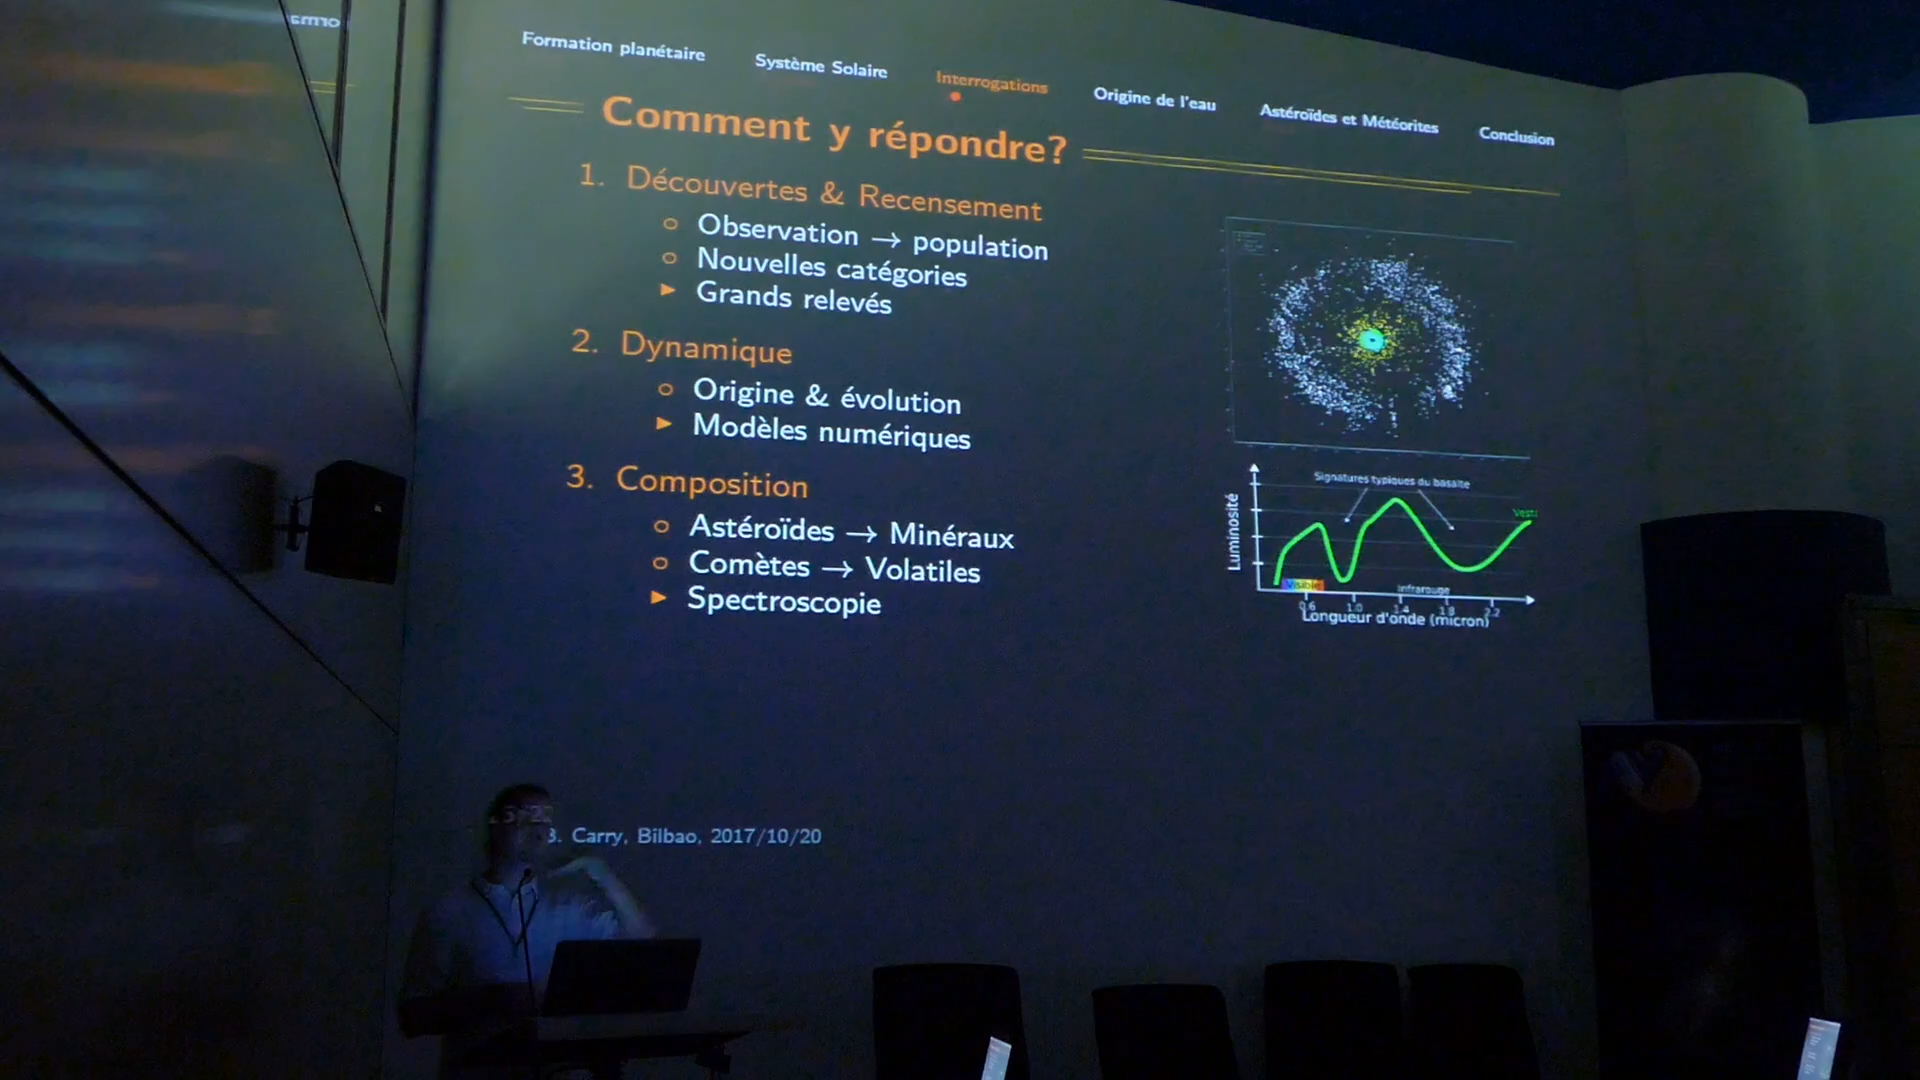 Formation planétaire Système Solaire Interrogations Origine de l'eau Astéroïdes et Météorites Conclusion
Comment y répondre?
1. Découvertes & Recensement
○ Observation → population
○ Nouvelles catégories
▶ Grands relevés
2. Dynamique
○ Origine & évolution
▶ Modèles numériques
3. Composition
○ Astéroïdes → Minéraux
○ Comètes → Volatiles
▶ Spectroscopie
Signatures typiques du basalte
Vesta
Luminosité
Visible
Infrarouge
0.6 1.0 1.4 1.8 2.2
Longueur d'onde (micron)
B. Carry, Bilbao, 2017/10/20